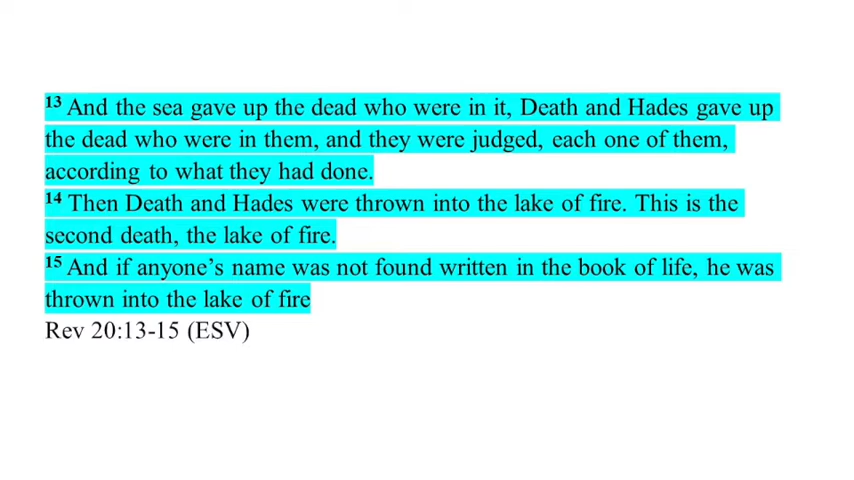 13 And the sea gave up the dead who were in it, Death and Hades gave up
the dead who were in them, and they were judged, each one of them,
according to what they had done.
14 Then Death and Hades were thrown into the lake of fire. This is the
second death, the lake of fire.
15 And if anyone’s name was not found written in the book of life, he was
thrown into the lake of fire
Rev 20:13-15 (ESV)